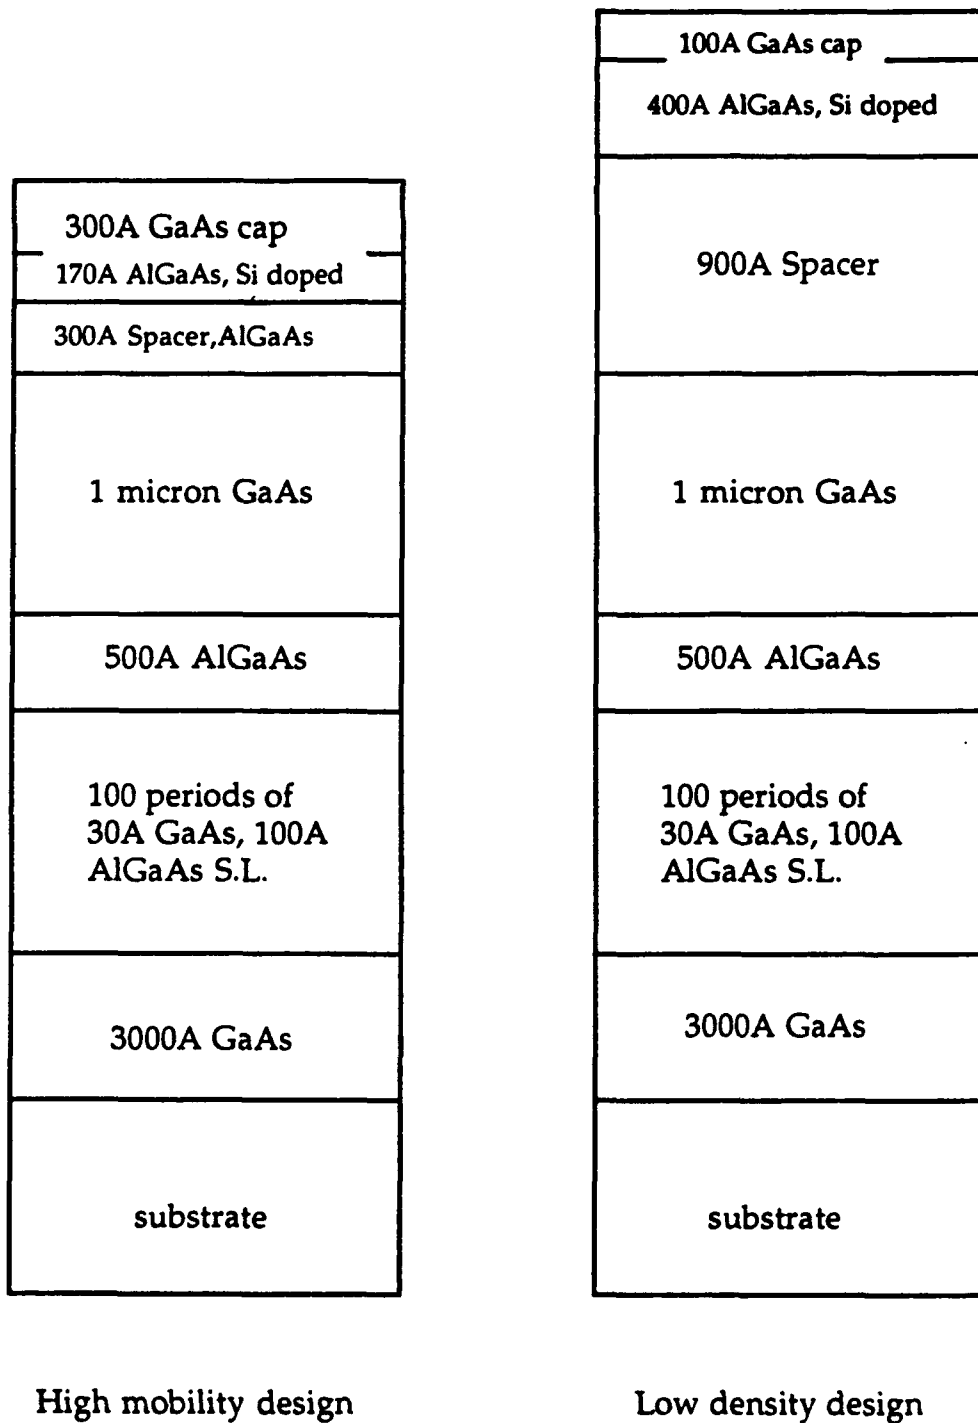 300A GaAs cap
170A AlGaAs, Si doped
300A Spacer,AlGaAs
1 micron GaAs
500A AlGaAs
100 periods of
30A GaAs, 100A
AlGaAs S.L.
3000A GaAs
substrate
High mobility design
100A GaAs cap
400A AlGaAs, Si doped
900A Spacer
1 micron GaAs
500A AlGaAs
100 periods of
30A GaAs, 100A
AlGaAs S.L.
3000A GaAs
substrate
Low density design